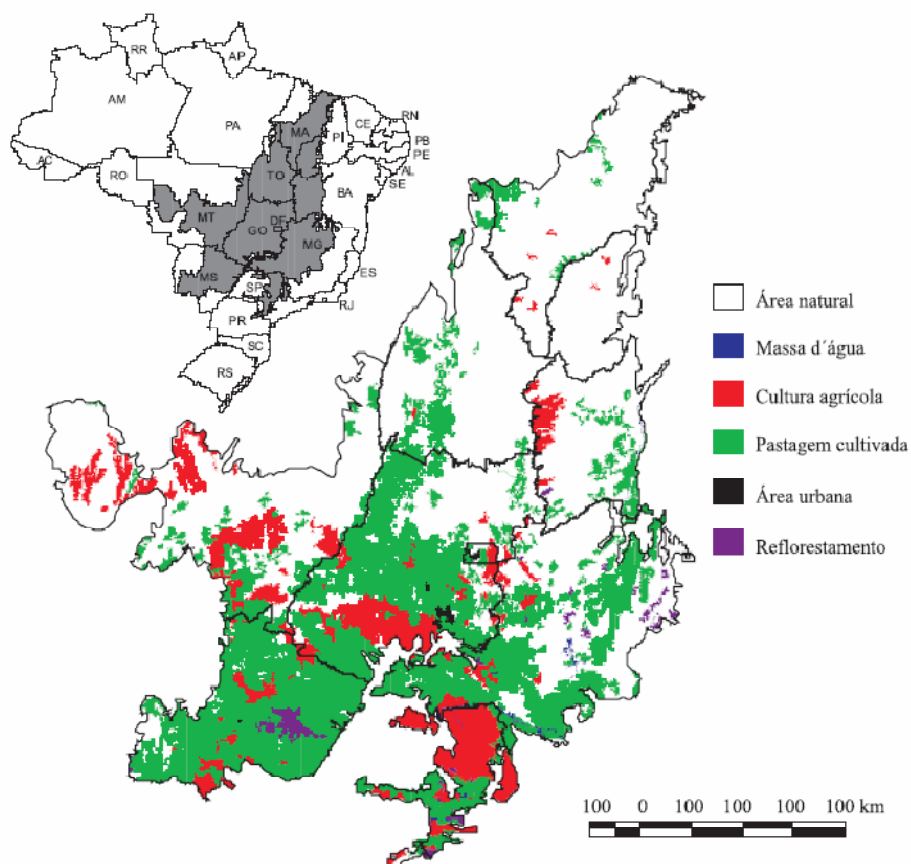 RR
AP
AM
PA
MA
PI
CE
RN
PB
PE
AL
SE
AC
RO
TO
BA
MT
GO
DF
MG
ES
MS
SP
RJ
PR
SC
RS
Área natural
Massa d´água
Cultura agrícola
Pastagem cultivada
Área urbana
Reflorestamento
100 0 100 100 100 km